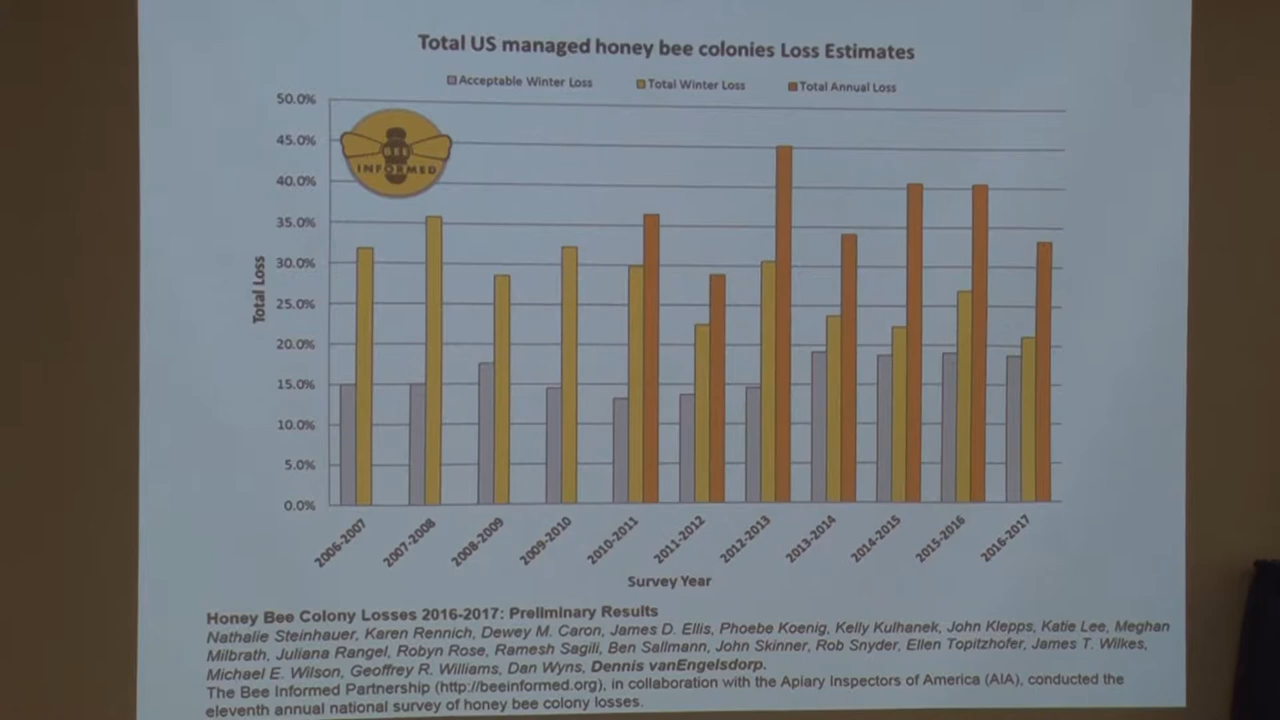 Total US managed honey bee colonies Loss Estimates
Acceptable Winter Loss Total Winter Loss Total Annual Loss
50.0%
45.0%
40.0%
35.0%
30.0%
25.0%
20.0%
15.0%
10.0%
5.0%
0.0%
BEE
INFORMED
Total Loss
2006-2007 2007-2008 2008-2009 2009-2010 2010-2011 2011-2012 2012-2013 2013-2014 2014-2015 2015-2016 2016-2017
Survey Year
Honey Bee Colony Losses 2016-2017: Preliminary Results
Nathalie Steinhauer, Karen Rennich, Dewey M. Caron, James D. Ellis, Phoebe Koenig, Kelly Kulhanek, John Klepps, Katie Lee, Meghan
Milbrath, Juliana Rangel, Robyn Rose, Ramesh Sagili, Ben Sallmann, John Skinner, Rob Snyder, Ellen Topitzhofer, James T. Wilkes,
Michael E. Wilson, Geoffrey R. Williams, Dan Wyns, Dennis vanEngelsdorp.
The Bee Informed Partnership (http://beeinformed.org), in collaboration with the Apiary Inspectors of America (AIA), conducted the
eleventh annual national survey of honey bee colony losses.